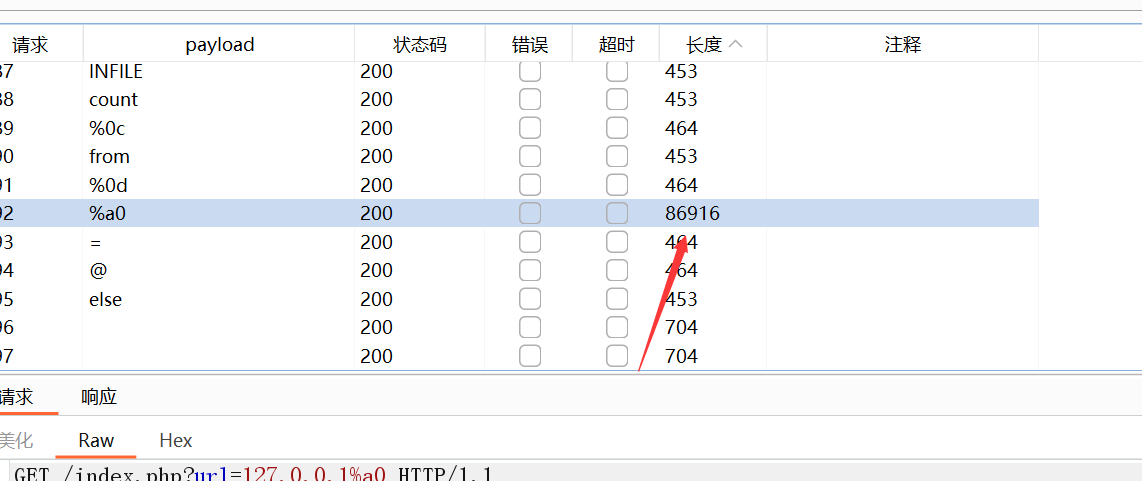 请求 payload 状态码 错误 超时 长度 注释
87 INFILE 200 453
88 count 200 453
89 %0c 200 464
90 from 200 453
91 %0d 200 464
92 %a0 200 86916
93 = 200 464
94 @ 200 464
95 else 200 453
96 200 704
97 200 704
请求 响应
美化 Raw Hex
GET /index.php?url=127.0.0.1%a0 HTTP/1.1